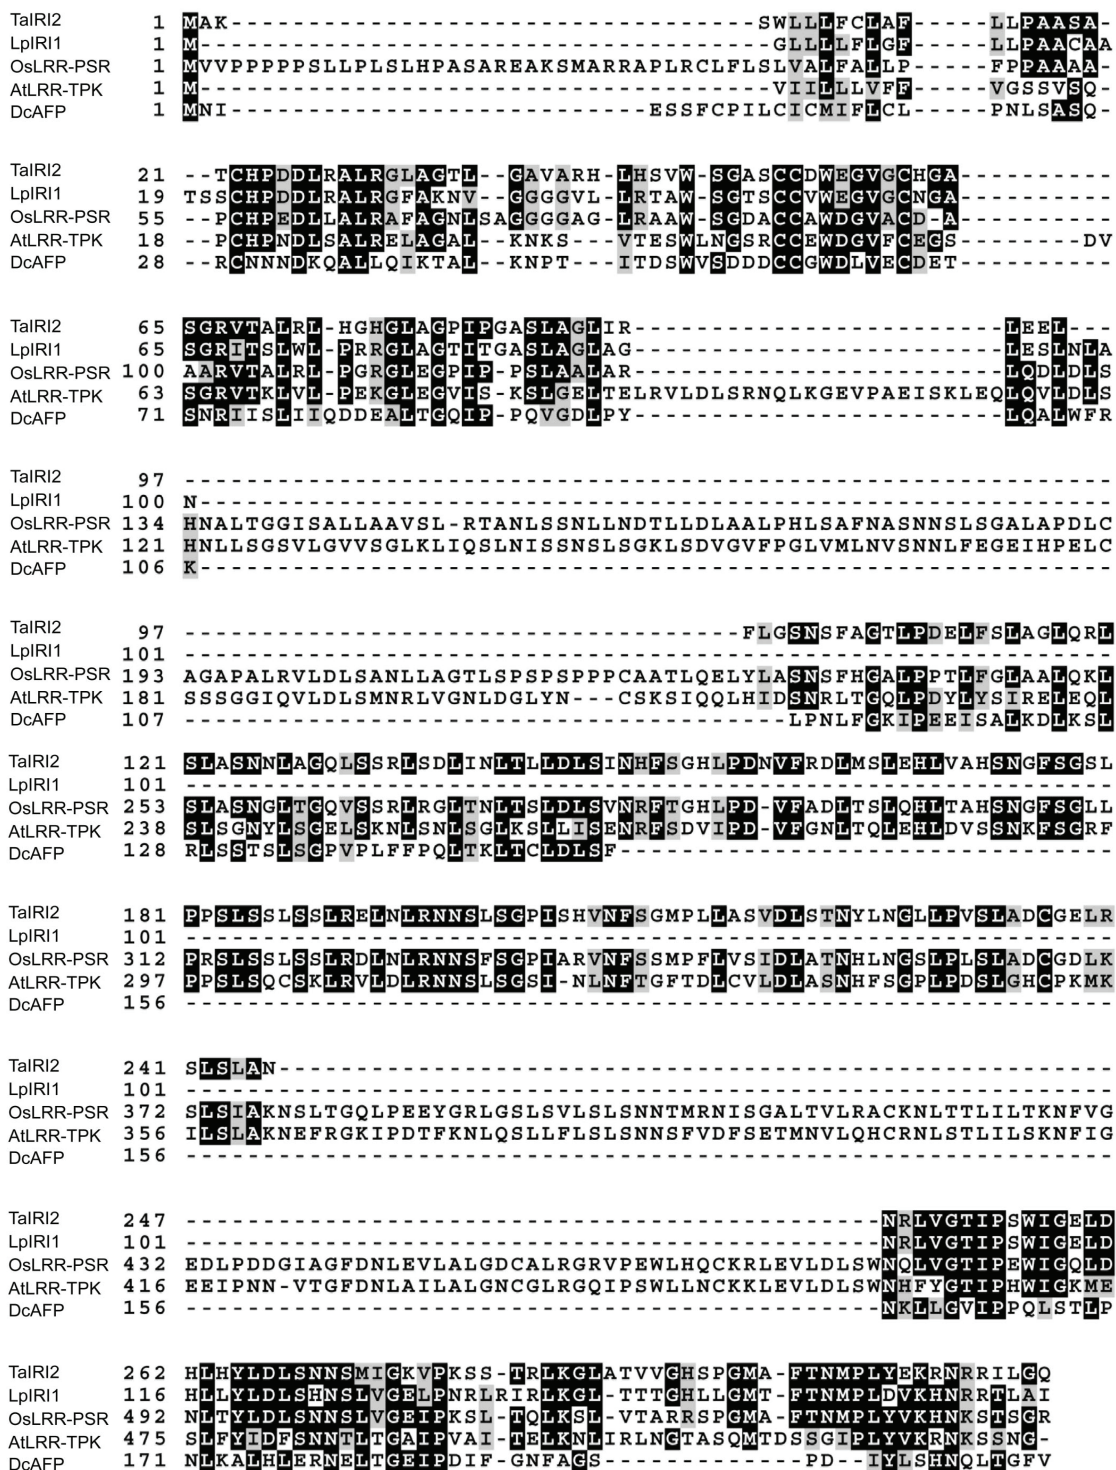 TaIRI2 1 MAK----------------------------------SWLLLFCLAF-----LLPAASA-
LpIRI1 1 M-------------------------------------GLLLLFLGF-----LLPAACAA
OsLRR-PSR 1 MVVPPPPPSLLPLSLHPASAREAKSMARRAPLRCLFLSLVALFALLP-----FPPAAAA-
AtLRR-TPK 1 M-------------------------------------VIILLLVFF-----VGSSVSQ-
DcAFP 1 MNI---------------------------ESSFCPILCICMIFLCL-----PNLSASQ-
TaIRI2 21 --TCHPDDLRALRGLAGTL--GAVARH-LHSVW-SGASCCDWEGVGCHGA----------
LpIRI1 19 TSSCHPDDLRALRGFAKNV--GGGGVL-LRTAW-SGTSCCVWEGVGCNGA----------
OsLRR-PSR 55 --PCHPEDLLALRAFAGNLSAGGGGAG-LRAAW-SGDACCAWDGVACD-A----------
AtLRR-TPK 18 --PCHPNDLSALRELAGAL--KNKS---VTESWLNGSRCCEWDGVFCEGS--------DV
DcAFP 28 --RCNNNDKQALLQIKTAL--KNPT---ITDSWVSDDDCCGWDLVECDET----------
TaIRI2 65 SGRVTALRL-HGHGLAGPIPGASLAGLIR------------------------LEEL---
LpIRI1 65 SGRITSLWL-PRRGLAGTITGASLAGLAG------------------------LESLNLA
OsLRR-PSR 100 AARVTALRL-PGRGLEGPIP-PSLAALAR------------------------LQDLDLS
AtLRR-TPK 63 SGRVTKLVL-PEKGLEGVIS-KSLGELTELRVLDLSRNQLKGEVPAEISKLEQLQVLDLS
DcAFP 71 SNRIISLIIQDDEALTGQIP-PQVGDLPY------------------------LQALWFR
TaIRI2 97 ------------------------------------------------------------
LpIRI1 100 N-----------------------------------------------------------
OsLRR-PSR 134 HNALTGGISALLAAVSL-RTANLSSNLLNDTLLDLAALPHLSAFNASNNSLSGALAPDLC
AtLRR-TPK 121 HNLLSGSVLGVVSGLKLIQSLNISSNSLSGKLSDVGVFPGLVMLNVSNNLFEGEIHPELC
DcAFP 106 K-----------------------------------------------------------
TaIRI2 97 ------------------------------------FLGSNSFAGTLPDELFSLAGLQRL
LpIRI1 101 ------------------------------------------------------------
OsLRR-PSR 193 AGAPALRVLDLSANLLAGTLSPSPSPPPCAATLQELYLASNSFHGALPPTLFGLAALQKL
AtLRR-TPK 181 SSSGGIQVLDLSMNRLVGNLDGLYN---CSKSIQQLHIDSNRLTGQLPDYLYSIRELEQL
DcAFP 107 ---------------------------------------LPNLFGKIPEEISALKDLKSL
TaIRI2 121 SLASNNLAGQLSSRLSDLINLTLLDLSINHFSGHLPDNVFRDLMSLEHLVAHSNGFSGSL
LpIRI1 101 ------------------------------------------------------------
OsLRR-PSR 253 SLASNGLTGQVSSRLRGLTNLTSLDLSVNRFTGHLPD-VFADLTSLQHLTAHSNGFSGLL
AtLRR-TPK 238 SLSGNYLSGELSKNLSNLSGLKSLLISENRFSDVIPD-VFGNLTQLEHLDVSSNKFSGRF
DcAFP 128 RLSSTSLSGPVPLFFPQLTKLTCLDLSF--------------------------------
TaIRI2 181 PPSLSSLSSLRELNLRNNSLSGPISHVNFSGMPLLASVDLSTNYLNGLLPVSLADCGELR
LpIRI1 101 ------------------------------------------------------------
OsLRR-PSR 312 PRSLSSLSSLRDLNLRNNSFSGPIARVNFSSMPFLVSIDLATNHLNGSLPLSLADCGDLK
AtLRR-TPK 297 PPSLSQCSKLRVLDLRNNSLSGSI-NLNFTGFTDLCVLDLASNHFSGPLPDSLGHCPKMK
DcAFP 156 ------------------------------------------------------------
TaIRI2 241 SLSLAN------------------------------------------------------
LpIRI1 101 ------------------------------------------------------------
OsLRR-PSR 372 SLSIAKNSLTGQLPEEYGRLGSLSVLSLSNNTMRNISGALTVLRACKNLTTLILTKNFVG
AtLRR-TPK 356 ILSLAKNEFRGKIPDTFKNLQSLLFLSLSNNSFVDFSETMNVLQHCRNLSTLILSKNFIG
DcAFP 156 ------------------------------------------------------------
TaIRI2 247 ---------------------------------------------NRLVGTIPSWIGELD
LpIRI1 101 ---------------------------------------------NRLVGTIPSWIGELD
OsLRR-PSR 432 EDLPDDGIAGFDNLEVLALGDCALRGRVPEWLHQCKRLEVLDLSWNQLVGTIPEWIGQLD
AtLRR-TPK 416 EEIPNN-VTGFDNLAILALGNCGLRGQIPSWLLNCKKLEVLDLSWNHFYGTIPHWIGKME
DcAFP 156 ---------------------------------------------NKLLGVIPPQLSTLP
TaIRI2 262 HLHYLDLSNNSMIGKVPKSS-TRLKGLATVVGHSPGMA-FTNMPLYEKRNRRILGQ
LpIRI1 116 HLLYLDLSHNSLVGELPNRLRIRLKGL-TTTGHLLGMT-FTNMPLDVKHNRRTLAI
OsLRR-PSR 492 NLTYLDLSNNSLVGEIPKSL-TQLKSL-VTARRSPGMA-FTNMPLYVKHNKSTSGR
AtLRR-TPK 475 SLFYIDFSNNTLTGAIPVAI-TELKNLIRLNGTASQMTDSSGIPLYVKRNKSSNG-
DcAFP 171 NLKALHLERNELTGEIPDIF-GNFAGS-------------PD--IYLSHNQLTGFV